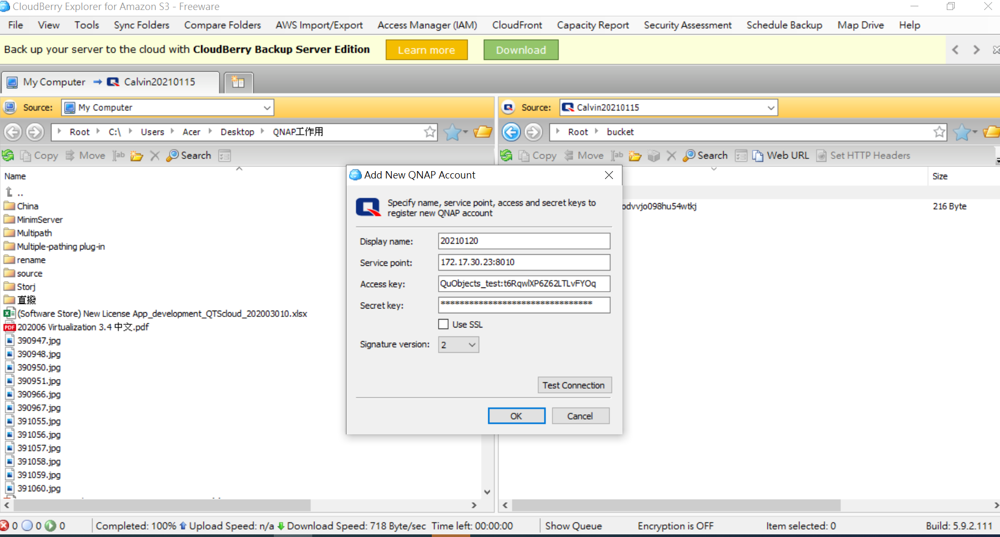 CloudBerry Explorer for Amazon S3 - Freeware
File View Tools Sync Folders Compare Folders AWS Import/Export Access Manager (IAM) CloudFront Capacity Report Security Assessment Schedule Backup Map Drive Help
Back up your server to the cloud with CloudBerry Backup Server Edition Learn more Download
My Computer Calvin20210115
Source: My Computer
Root C:\ Users Acer Desktop QNAP工作用
Copy Move Search
Name
..
China
MinimServer
Multipath
Multiple-pathing plug-in
rename
source
Storj
直撥
(Software Store) New License App_development_QTScloud_202003010.xlsx
202006 Virtualization 3.4 中文.pdf
390947.jpg
390948.jpg
390950.jpg
390951.jpg
390966.jpg
390967.jpg
391055.jpg
391056.jpg
391057.jpg
391058.jpg
391059.jpg
391060.jpg
Source: Calvin20210115
Root bucket
Copy Move Search Web URL Set HTTP Headers
Size
odvvjo098hu54wtkj 216 Byte
Add New QNAP Account
Specify name, service point, access and secret keys to
register new QNAP account
Display name: 20210120
Service point: 172.17.30.23:8010
Access key: QuObjects_test:t6RqwlXP6Z62LTLvFYOq
Secret key: ********************************
Use SSL
Signature version: 2
Test Connection
OK Cancel
0 0 0 Completed: 100% Upload Speed: n/a Download Speed: 718 Byte/sec Time left: 00:00:00 Show Queue Encryption is OFF Item selected: 0 Build: 5.9.2.111